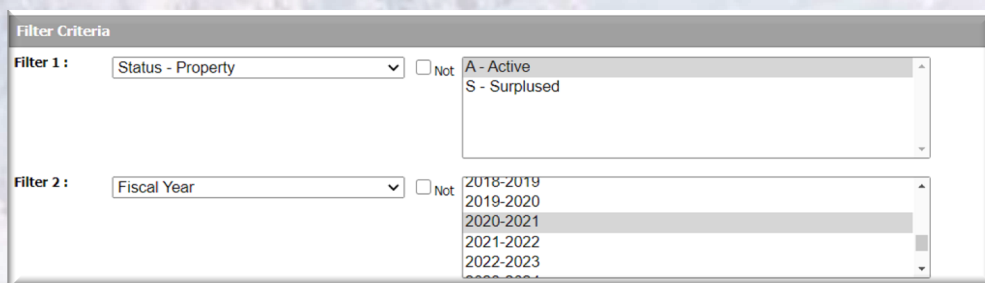 Filter Criteria
Filter 1 :
Status - Property
Not
A - Active
S - Surplused
Filter 2 :
Fiscal Year
Not
2018-2019
2019-2020
2020-2021
2021-2022
2022-2023